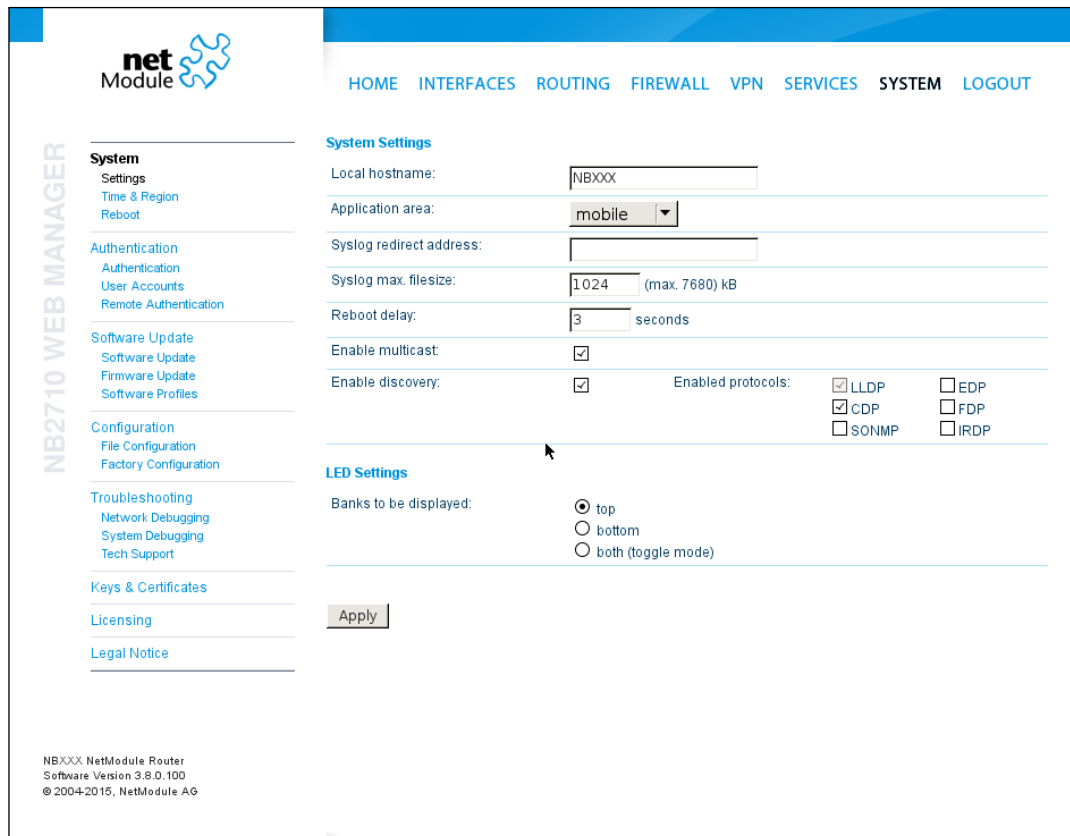 net
Module
HOME INTERFACES ROUTING FIREWALL VPN SERVICES SYSTEM LOGOUT
NB2710 WEB MANAGER
System
Settings
Time & Region
Reboot
Authentication
Authentication
User Accounts
Remote Authentication
Software Update
Software Update
Firmware Update
Software Profiles
Configuration
File Configuration
Factory Configuration
Troubleshooting
Network Debugging
System Debugging
Tech Support
Keys & Certificates
Licensing
Legal Notice
System Settings
Local hostname: NBXXX
Application area: mobile
Syslog redirect address:
Syslog max. filesize: 1024 (max. 7680) kB
Reboot delay: 3 seconds
Enable multicast:
Enable discovery: Enabled protocols: LLDP EDP
CDP FDP
SONMP IRDP
LED Settings
Banks to be displayed: top
bottom
both (toggle mode)
Apply
NBXXX NetModule Router
Software Version 3.8.0.100
© 2004-2015, NetModule AG